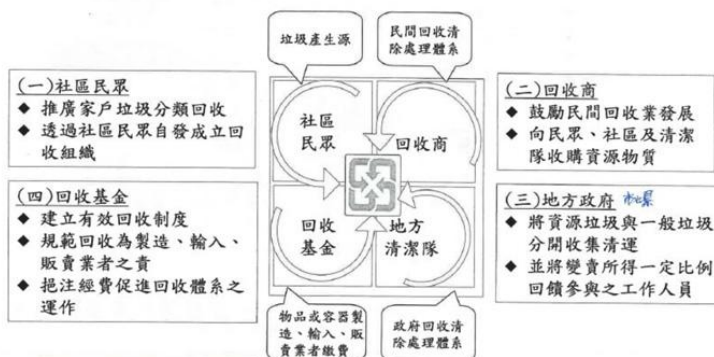 垃圾產生源
民間回收清
除處理體系
(一)社區民眾
◆ 推廣家戶垃圾分類回收
◆ 透過社區民眾自發成立回
收組織
社區
民眾
回收商
(二)回收商
◆ 鼓勵民間回收業發展
◆ 向民眾、社區及清潔
隊收購資源物質
(四)回收基金
◆ 建立有效回收制度
◆ 規範回收為製造、輸入、
販賣業者之責
◆ 挹注經費促進回收體系之
運作
回收
基金
地方
清潔隊
(三)地方政府
◆ 將資源垃圾與一般垃圾
分開收集清運
◆ 並將變賣所得一定比例
回饋參與之工作人員
物品或容器製
造、輸入、販
賣業者繳費
政府回收清
除處理體系